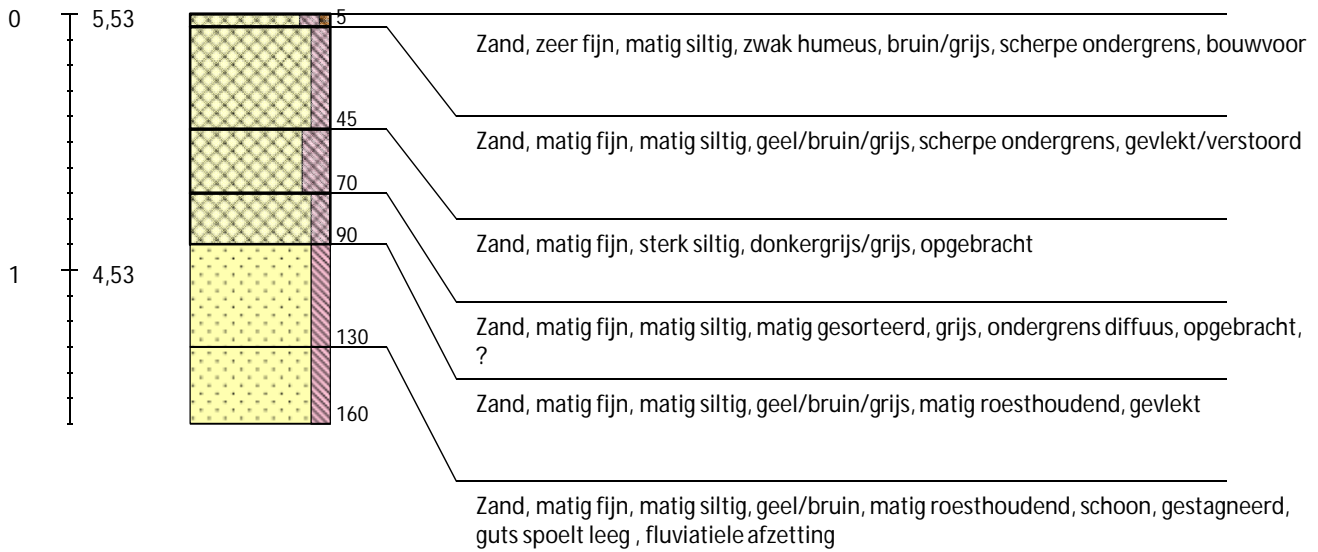 0 5,53 5
Zand, zeer fijn, matig siltig, zwak humeus, bruin/grijs, scherpe ondergrens, bouwvoor
45
Zand, matig fijn, matig siltig, geel/bruin/grijs, scherpe ondergrens, gevlekt/verstoord
70
90
Zand, matig fijn, sterk siltig, donkergrijs/grijs, opgebracht
1 4,53
Zand, matig fijn, matig siltig, matig gesorteerd, grijs, ondergrens diffuus, opgebracht,
?
130
Zand, matig fijn, matig siltig, geel/bruin/grijs, matig roesthoudend, gevlekt
160
Zand, matig fijn, matig siltig, geel/bruin, matig roesthoudend, schoon, gestagneerd,
guts spoelt leeg , fluviatiele afzetting